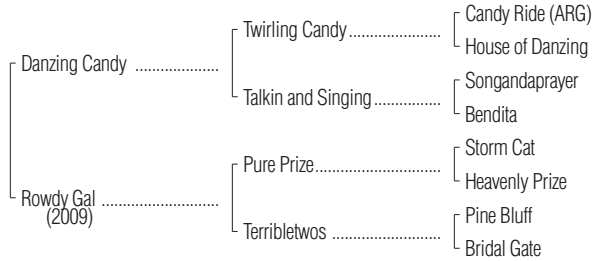 Candy Ride (ARG)
Twirling Candy....................
House of Danzing
Danzing Candy ....................
Songandaprayer
Talkin and Singing................
Bendita
Storm Cat
Pure Prize...........................
Heavenly Prize
Rowdy Gal ...........................
(2009)
Pine Bluff
Terribletwos .........................
Bridal Gate